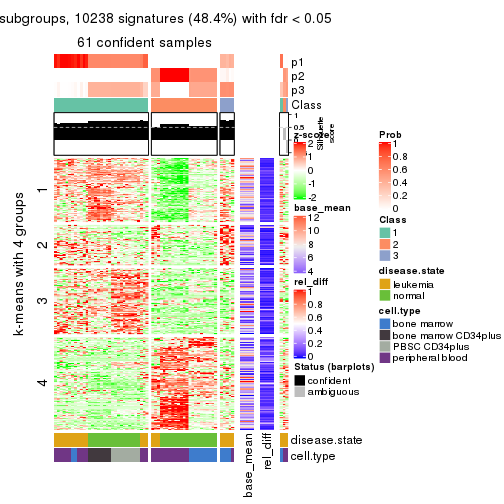 subgroups, 10238 signatures (48.4%) with fdr < 0.05
61 confident samples
p1
p2
p3
Class
1
0.5
0
Silhouette
score
k-means with 4 groups
1
2
3
4
z-score
2
1
0
-1
-2
base_mean
12
10
8
6
4
rel_diff
1
0.8
0.6
0.4
0.2
0
Status (barplots)
confident
ambiguous
Prob
1
0.8
0.6
0.4
0.2
0
Class
1
2
3
disease.state
leukemia
normal
cell.type
bone marrow
bone marrow CD34plus
PBSC CD34plus
peripheral blood
disease.state
cell.type
base_mean
rel_diff